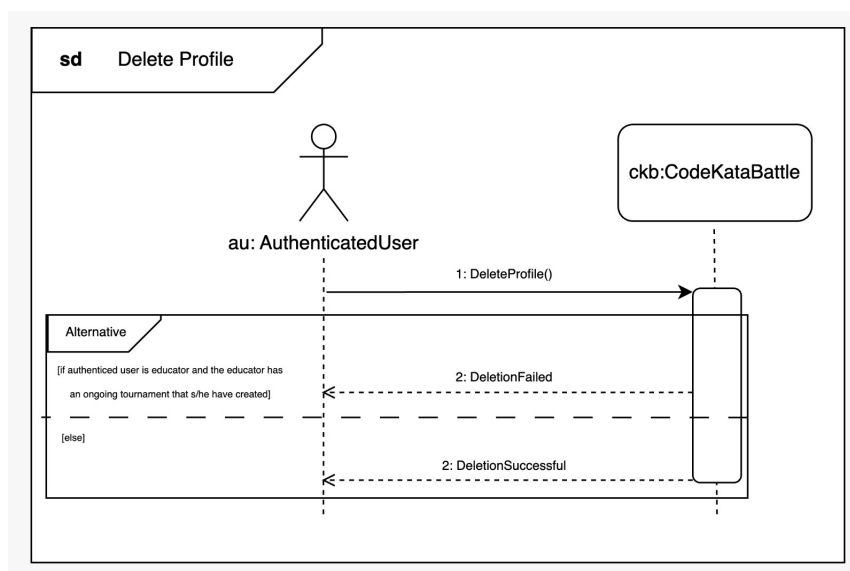 sd Delete Profile
ckb:CodeKataBattle
au: AuthenticatedUser
1: DeleteProfile()
Alternative
[if authenticed user is educator and the educator has
an ongoing tournament that s/he have created]
2: DeletionFailed
[else]
2: DeletionSuccessful